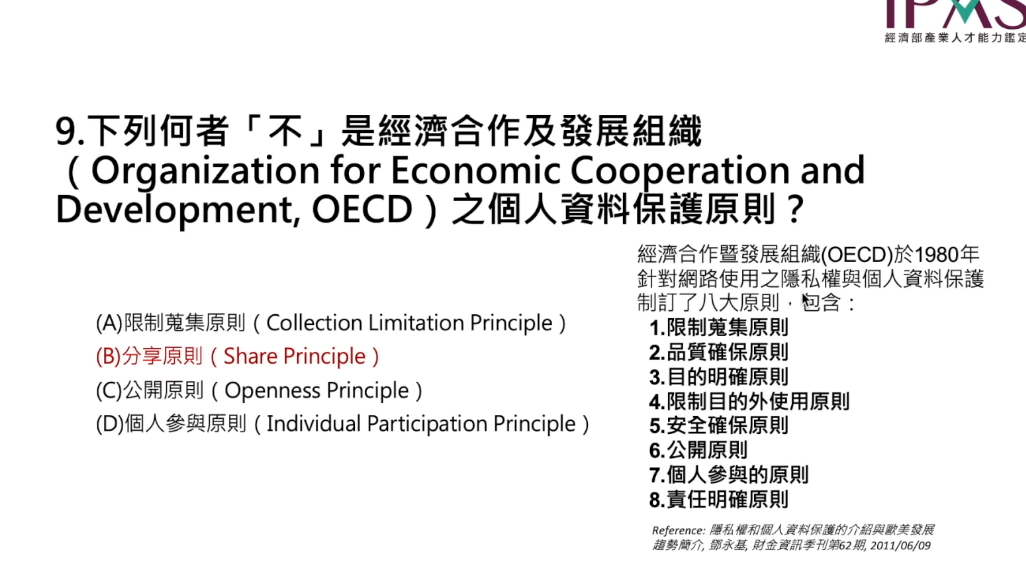 iPAS
經濟部產業人才能力鑑定
9.下列何者「不」是經濟合作及發展組織
（Organization for Economic Cooperation and
Development, OECD）之個人資料保護原則？
經濟合作暨發展組織(OECD)於1980年
針對網路使用之隱私權與個人資料保護
制訂了八大原則，包含：
1.限制蒐集原則
2.品質確保原則
3.目的明確原則
4.限制目的外使用原則
5.安全確保原則
6.公開原則
7.個人參與的原則
8.責任明確原則
(A)限制蒐集原則（Collection Limitation Principle）
(B)分享原則（Share Principle）
(C)公開原則（Openness Principle）
(D)個人參與原則（Individual Participation Principle）
Reference: 隱私權和個人資料保護的介紹與歐美發展
趨勢簡介, 鄧永基, 財金資訊季刊第62期, 2011/06/09